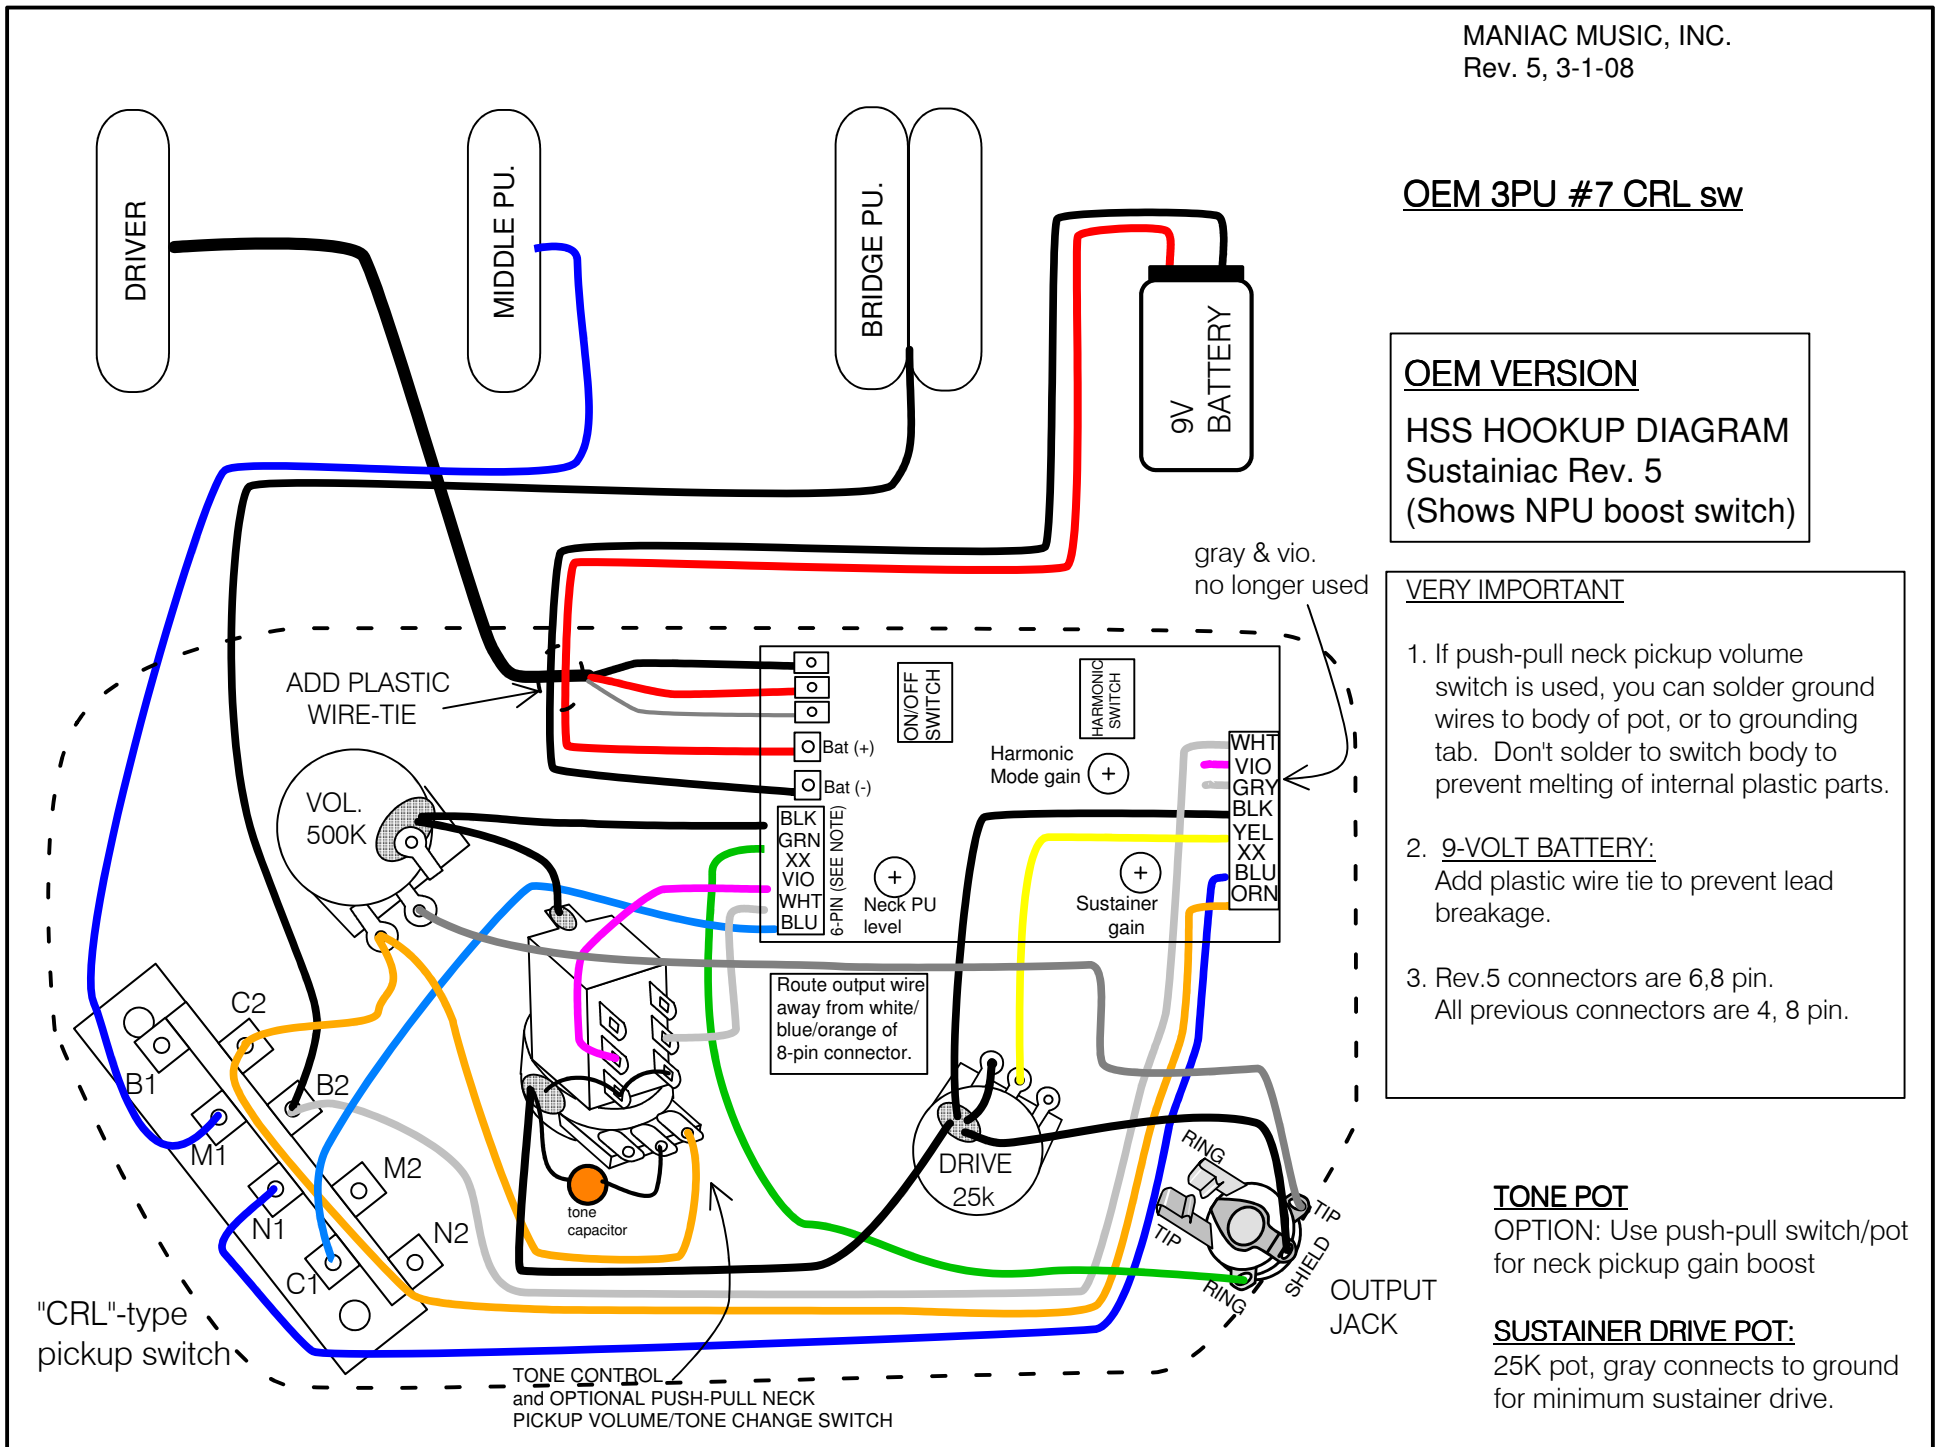 MANIAC MUSIC, INC.
Rev. 5, 3-1-08
OEM 3PU #7 CRL sw
DRIVER
MIDDLE PU.
BRIDGE PU.
9V
BATTERY
OEM VERSION
HSS HOOKUP DIAGRAM
Sustainiac Rev. 5
(Shows NPU boost switch)
gray & vio.
no longer used
VERY IMPORTANT
1. If push-pull neck pickup volume
switch is used, you can solder ground
wires to body of pot, or to grounding
tab. Don't solder to switch body to
prevent melting of internal plastic parts.
2. 9-VOLT BATTERY:
Add plastic wire tie to prevent lead
breakage.
3. Rev.5 connectors are 6,8 pin.
All previous connectors are 4, 8 pin.
ADD PLASTIC
WIRE-TIE
ON/OFF
SWITCH
HARMONIC
SWITCH
Bat (+)
Bat (-)
Harmonic
Mode gain
WHT
VIO
GRY
BLK
YEL
XX
BLU
ORN
VOL.
500K
BLK
GRN
XX
VIO
WHT
BLU
6-PIN (SEE NOTE)
Neck PU
level
Sustainer
gain
Route output wire
away from white/
blue/orange of
8-pin connector.
C2
B1
B2
M1
M2
N1
N2
C1
"CRL"-type
pickup switch
tone
capacitor
DRIVE
25k
RING
TIP
TIP
RING
SHIELD
OUTPUT
JACK
TONE CONTROL
and OPTIONAL PUSH-PULL NECK
PICKUP VOLUME/TONE CHANGE SWITCH
TONE POT
OPTION: Use push-pull switch/pot
for neck pickup gain boost
SUSTAINER DRIVE POT:
25K pot, gray connects to ground
for minimum sustainer drive.